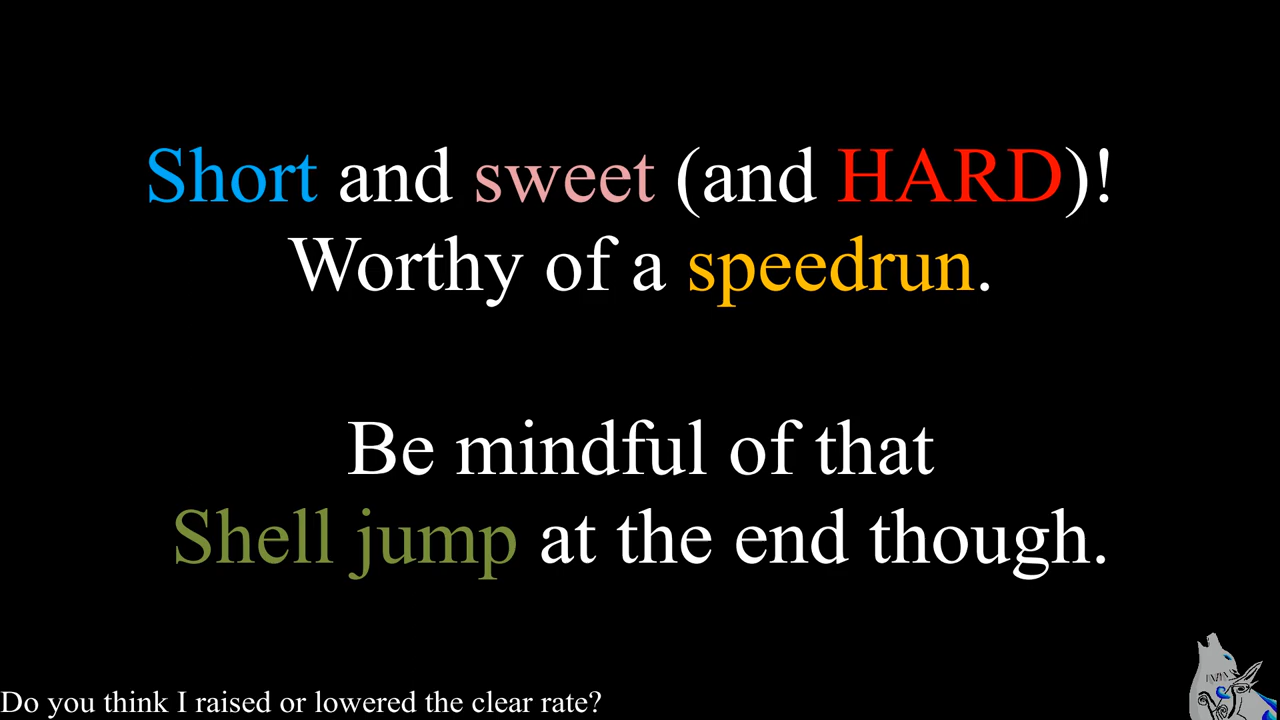 Short and sweet (and HARD)!
Worthy of a speedrun.
Be mindful of that
Shell jump at the end though.
Do you think I raised or lowered the clear rate?